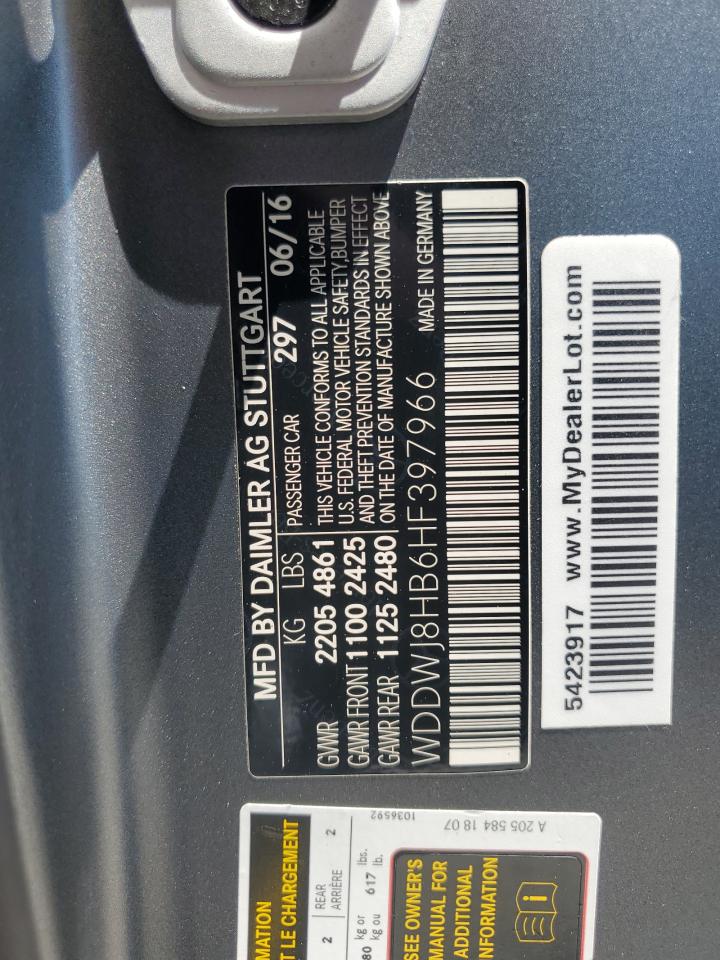 MFD BY DAIMLER AG STUTTGART
KG LBS PASSENGER CAR 297 06/16
GVWR 2205 4861 THIS VEHICLE CONFORMS TO ALL APPLICABLE
U.S. FEDERAL MOTOR VEHICLE SAFETY,BUMPER
GAWR FRONT 1100 2425 AND THEFT PREVENTION STANDARDS IN EFFECT
GAWR REAR 1125 2480 ON THE DATE OF MANUFACTURE SHOWN ABOVE
WDDWJ8HB6HF397966 MADE IN GERMANY
5423917 www.MyDealerLot.com
MATION
T LE CHARGEMENT
2 REAR 2
ARRIÈRE
80 kg or 617 lbs.
kg ou lb.
SEE OWNER'S
MANUAL FOR
ADDITIONAL
NFORMATION
i
1036592
A 205 584 18 07